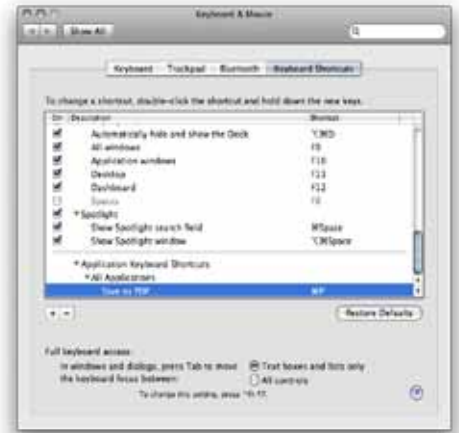 Keyboard & Mouse
Show All
Keyboard Trackpad Bluetooth Keyboard Shortcuts
To change a shortcut, double-click the shortcut and hold down the new keys.
On Description Shortcut
Automatically hide and show the Dock ⌥⌘D
All windows F9
Application windows F10
Desktop F11
Dashboard F12
Spaces F8
Spotlight
Show Spotlight search field ⌘Space
Show Spotlight window ⌥⌘Space
Application Keyboard Shortcuts
All Applications
Save as PDF ⌘P
+ - Restore Defaults
Full keyboard access:
In windows and dialogs, press Tab to move Text boxes and lists only
the keyboard focus between: All controls
To change this setting, press ^F7.
?